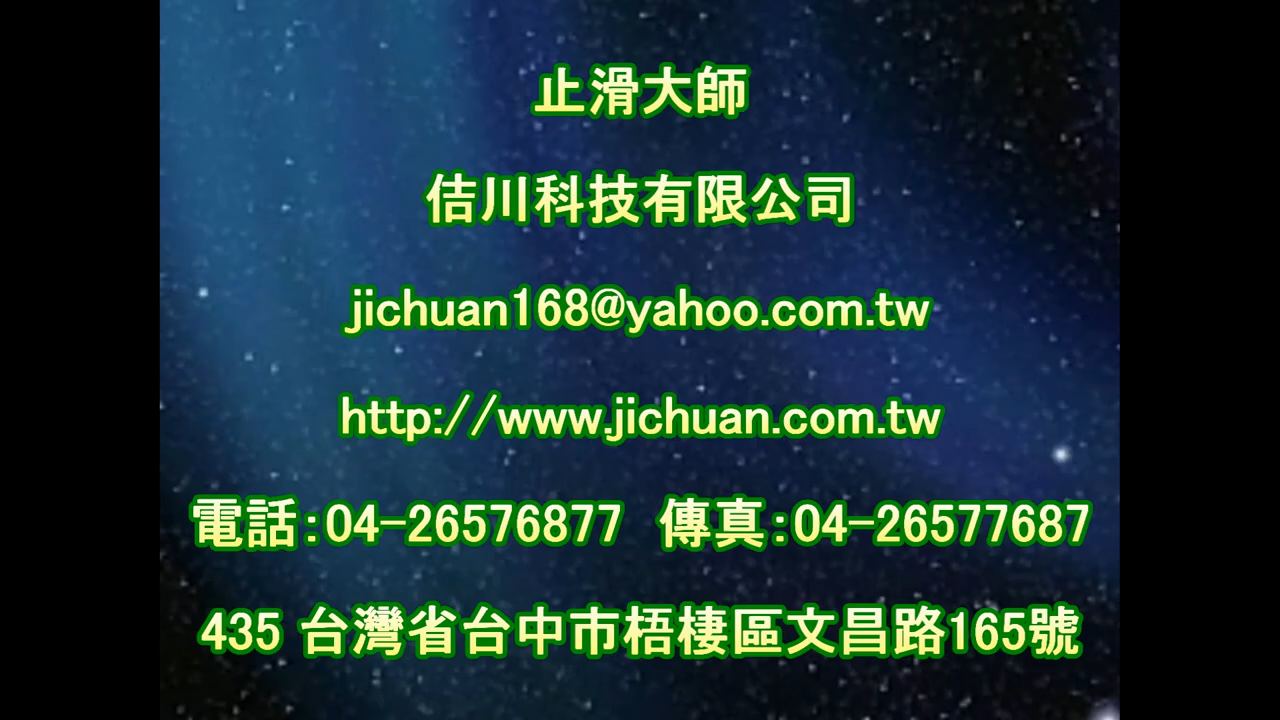 止滑大師
佶川科技有限公司
jichuan168@yahoo.com.tw
http://www.jichuan.com.tw
電話:04-26576877 傳真:04-26577687
435 台灣省台中市梧棲區文昌路165號